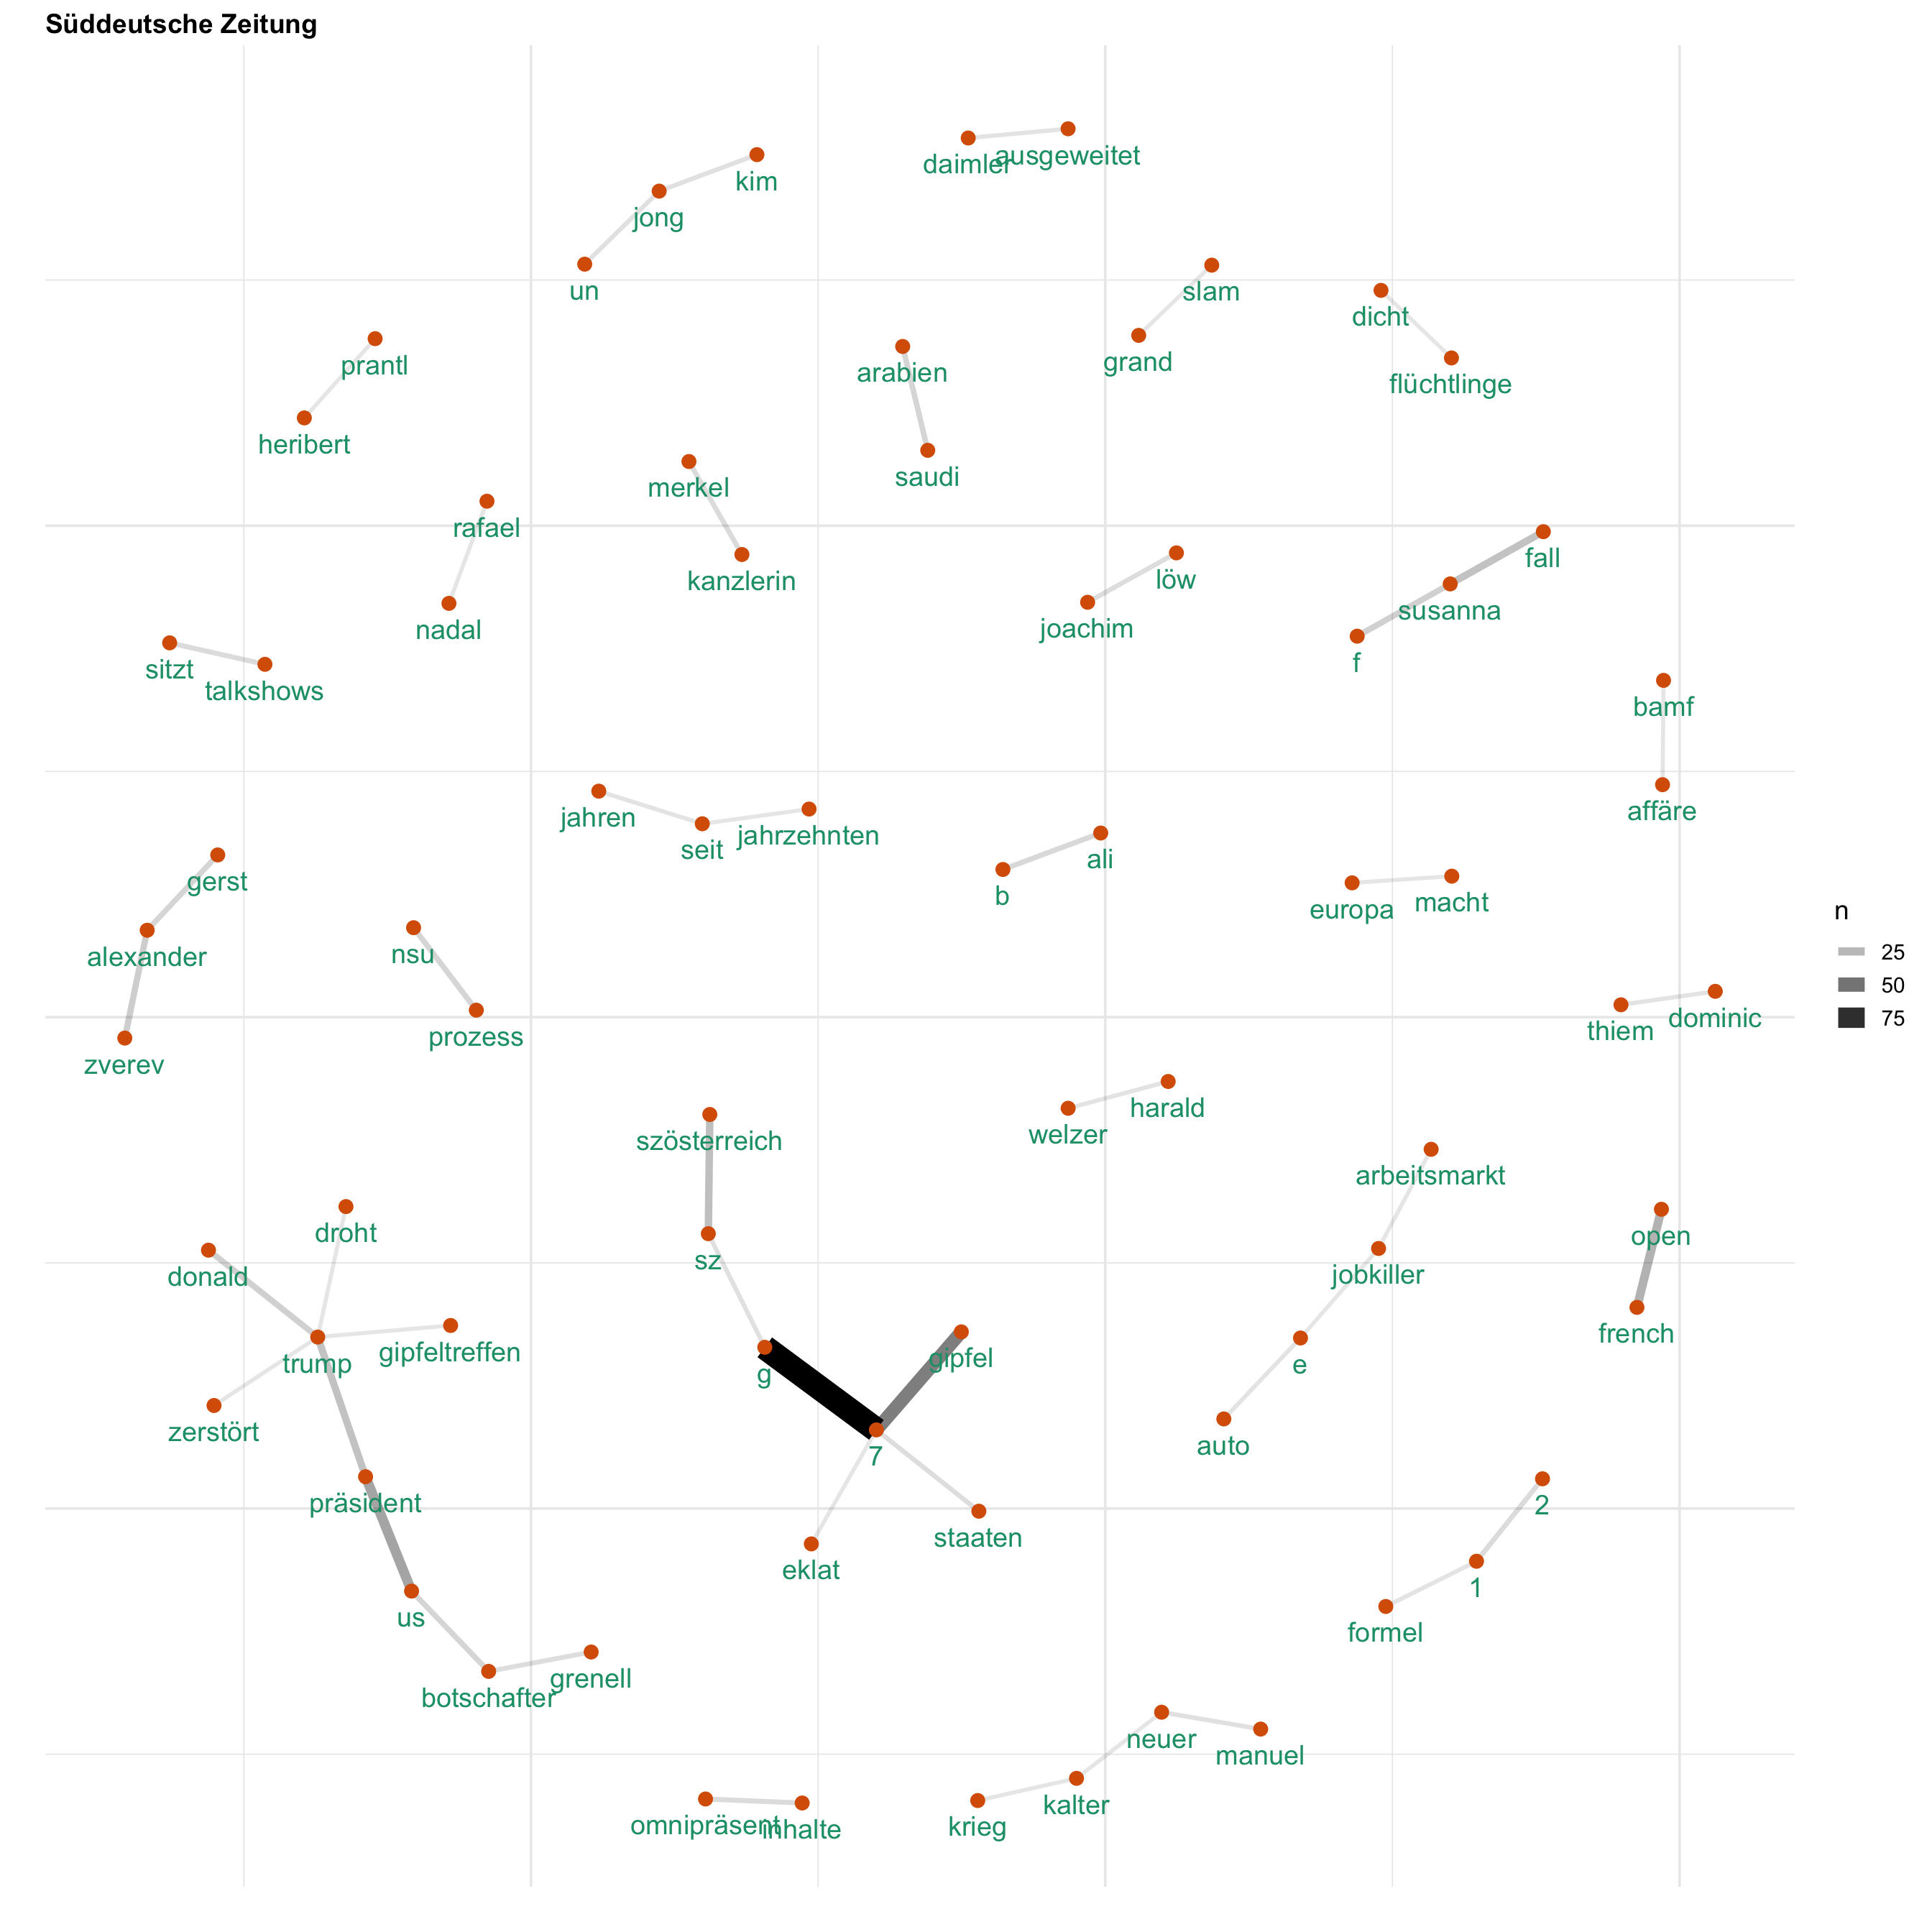 Süddeutsche Zeitung
daimler
ausgeweitet
kim
jong
un
slam
grand
dicht
flüchtlinge
prantl
heribert
arabien
saudi
merkel
kanzlerin
rafael
nadal
löw
joachim
fall
susanna
f
sitzt
talkshows
bamf
affäre
jahren
seit
jahrzehnten
ali
b
gerst
alexander
zverev
europa
macht
n
25
50
75
nsu
prozess
thiem
dominic
harald
welzer
szösterreich
sz
arbeitsmarkt
jobkiller
e
auto
open
french
droht
donald
trump
gipfeltreffen
zerstört
präsident
us
botschafter
grenell
g
gipfel
7
staaten
eklat
2
1
formel
neuer
manuel
kalter
krieg
omnipräsent
inhalte